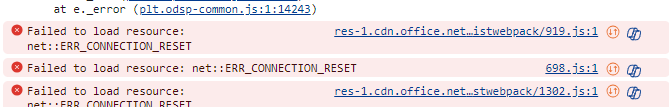 at e._error (plt.odsp-common.js:1:14243)
Failed to load resource: res-1.cdn.office.net…istwebpack/919.js:1
net::ERR_CONNECTION_RESET
Failed to load resource: net::ERR_CONNECTION_RESET 698.js:1
Failed to load resource: res-1.cdn.office.net…stwebpack/1302.js:1
net::ERR_CONNECTION_RESET